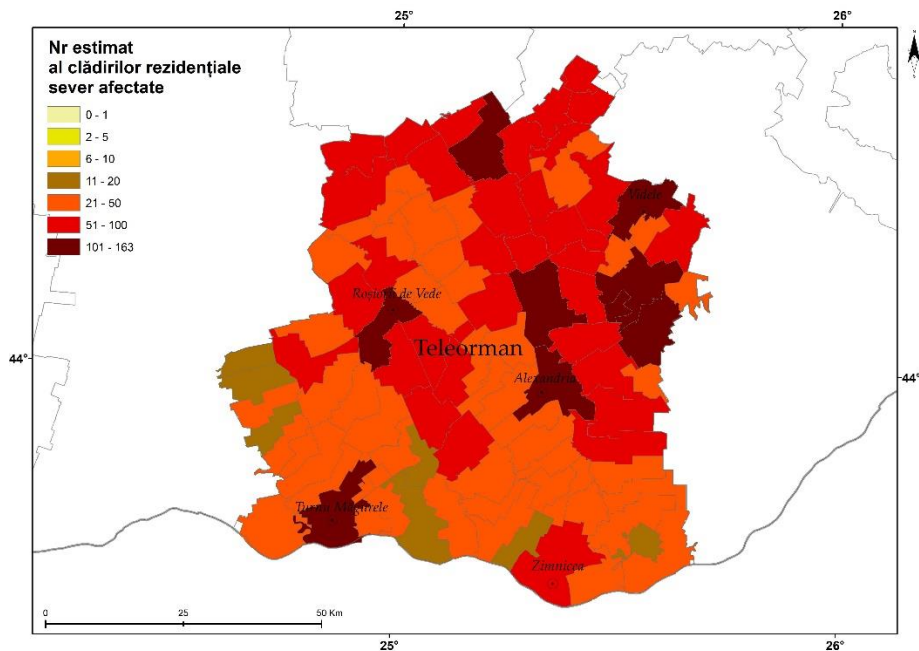 25°
26°
Nr estimat
al clădirilor rezidențiale
sever afectate
0 - 1
2 - 5
6 - 10
11 - 20
21 - 50
51 - 100
101 - 163
Videle
Roșiorii de Vede
Teleorman
44°
44°
Alexandria
Turnu Măgurele
Zimnicea
0
25
50 Km
25°
26°